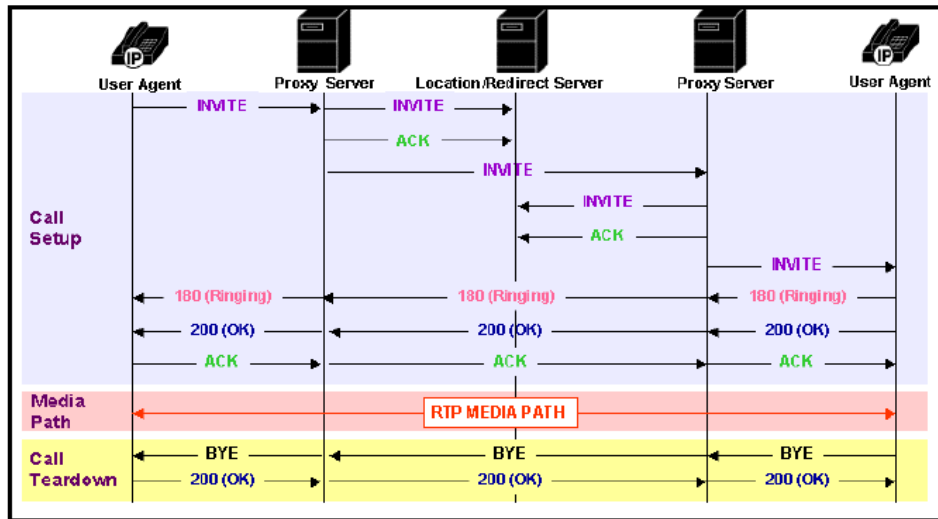 IP
IP
User Agent Proxy Server Location/Redirect Server Proxy Server User Agent
INVITE INVITE
ACK
INVITE
INVITE
Call
Setup
ACK
INVITE
180 (Ringing) 180 (Ringing) 180 (Ringing)
200 (OK) 200 (OK) 200 (OK)
ACK ACK ACK
Media
Path
RTP MEDIA PATH
Call
Teardown
BYE BYE BYE
200 (OK) 200 (OK) 200 (OK)